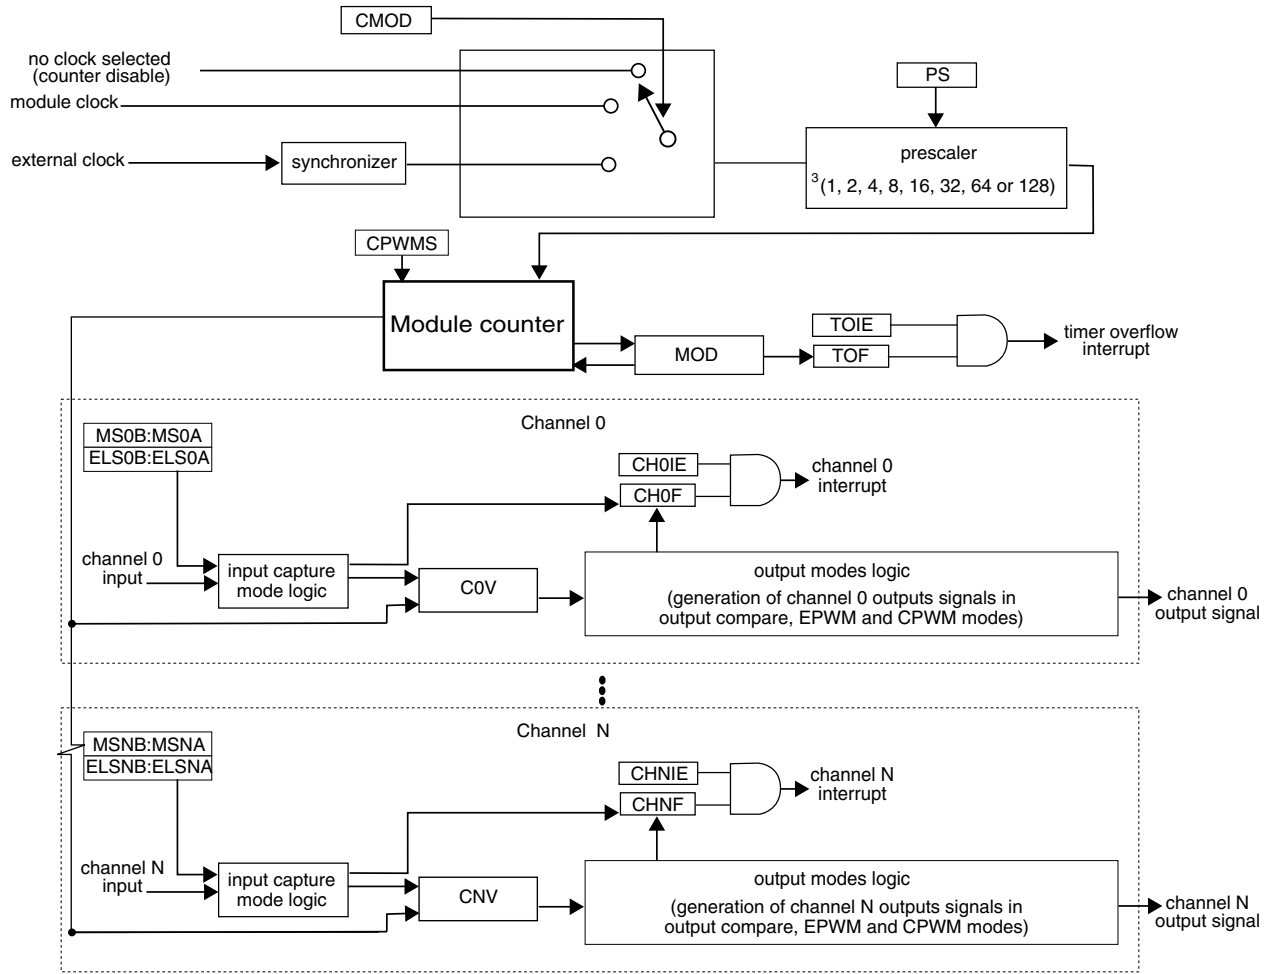 CMOD
no clock selected
(counter disable)
module clock
external clock
synchronizer
PS
prescaler
3 (1, 2, 4, 8, 16, 32, 64 or 128)
CPWMS
Module counter
MOD
TOIE
TOF
timer overflow
interrupt
Channel 0
MS0B:MS0A
ELS0B:ELS0A
CH0IE
CH0F
channel 0
interrupt
channel 0
input
input capture
mode logic
C0V
output modes logic
(generation of channel 0 outputs signals in
output compare, EPWM and CPWM modes)
channel 0
output signal
Channel N
MSNB:MSNA
ELSNB:ELSNA
CHNIE
CHNF
channel N
interrupt
channel N
input
input capture
mode logic
CNV
output modes logic
(generation of channel N outputs signals in
output compare, EPWM and CPWM modes)
channel N
output signal